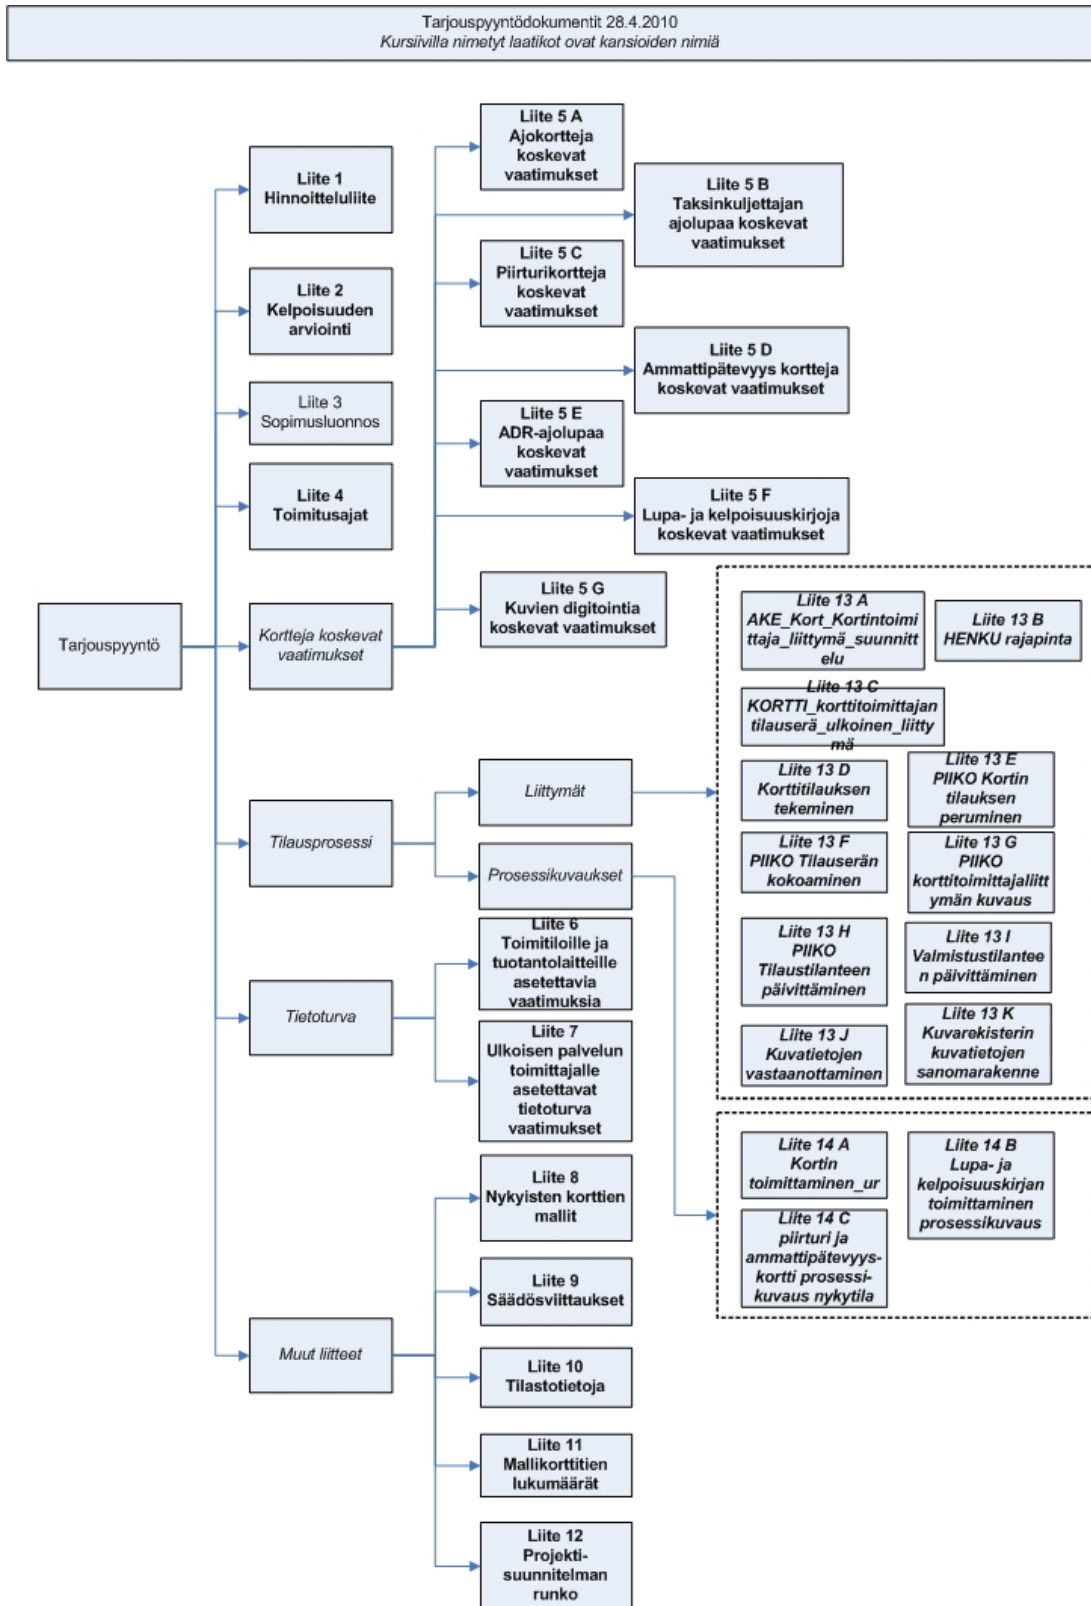 Tarjouspyyntödokumentit 28.4.2010
Kursiivilla nimetyt laatikot ovat kansioiden nimiä
Tarjouspyyntö
Liite 1
Hinnoitteluliite
Liite 2
Kelpoisuuden
arviointi
Liite 3
Sopimusluonnos
Liite 4
Toimitusajat
Kortteja koskevat
vaatimukset
Liite 5 A
Ajokortteja
koskevat
vaatimukset
Liite 5 B
Taksinkuljettajan
ajolupaa koskevat
vaatimukset
Liite 5 C
Piirturikortteja
koskevat
vaatimukset
Liite 5 D
Ammattipätevyys kortteja
koskevat vaatimukset
Liite 5 E
ADR-ajolupaa
koskevat
vaatimukset
Liite 5 F
Lupa- ja kelpoisuuskirjoja
koskevat vaatimukset
Liite 5 G
Kuvien digitointia
koskevat vaatimukset
Tilausprosessi
Liittymät
Prosessikuvaukset
Liite 13 A
AKE_Kort_Kortintoimi
ttaja_liittymä_suunnitt
elu
Liite 13 B
HENKU rajapinta
Liite 13 C
KORTTI_korttitoimittajan
tilauserä_ulkoinen_liitty
mä
Liite 13 D
Korttitilauksen
tekeminen
Liite 13 E
PIIKO Kortin
tilauksen
peruminen
Liite 13 F
PIIKO Tilauserän
kokoaminen
Liite 13 G
PIIKO
korttitoimittajaliitt
ymän kuvaus
Liite 13 H
PIIKO
Tilaustilanteen
päivittäminen
Liite 13 I
Valmistustilantee
n päivittäminen
Liite 13 J
Kuvatietojen
vastaanottaminen
Liite 13 K
Kuvarekisterin
kuvatietojen
sanomarakenne
Liite 14 A
Kortin
toimittaminen_ur
Liite 14 B
Lupa- ja
kelpoisuuskirjan
toimittaminen
prosessikuvaus
Liite 14 C
piirturi ja
ammattipätevyys-
kortti prosessi-
kuvaus nykytila
Tietoturva
Liite 6
Toimitiloille ja
tuotantolaitteille
asetettavia
vaatimuksia
Liite 7
Ulkoisen palvelun
toimittajalle
asetettavat
tietoturva
vaatimukset
Muut liitteet
Liite 8
Nykyisten korttien
mallit
Liite 9
Säädösviittaukset
Liite 10
Tilastotietoja
Liite 11
Mallikorttitien
lukumäärät
Liite 12
Projekti-
suunnitelman
runko